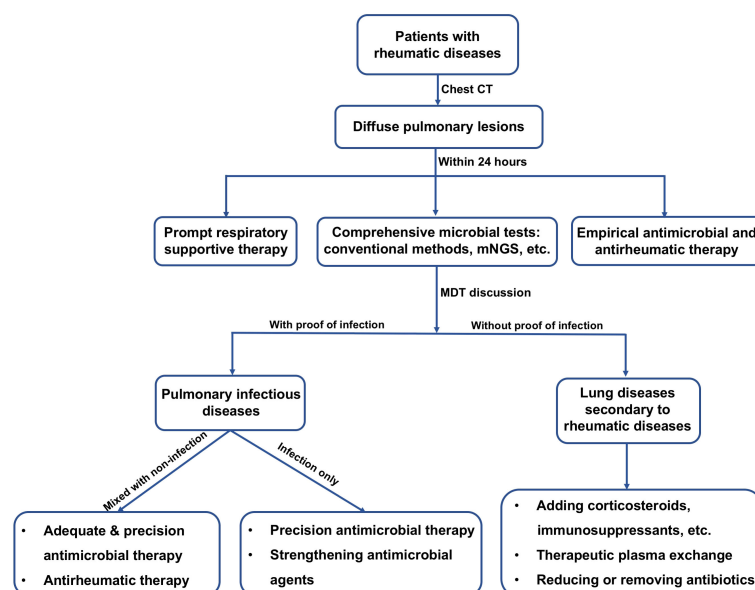 Patients with
rheumatic diseases
Chest CT
Diffuse pulmonary lesions
Within 24 hours
Prompt respiratory
supportive therapy
Comprehensive microbial tests:
conventional methods, mNGS, etc.
Empirical antimicrobial and
antirheumatic therapy
MDT discussion
With proof of infection
Without proof of infection
Pulmonary infectious
diseases
Lung diseases
secondary to
rheumatic diseases
Mixed with non-infection
Infection only
• Adequate & precision
antimicrobial therapy
• Antirheumatic therapy
• Precision antimicrobial therapy
• Strengthening antimicrobial
agents
• Adding corticosteroids,
immunosuppressants, etc.
• Therapeutic plasma exchange
• Reducing or removing antibiotics